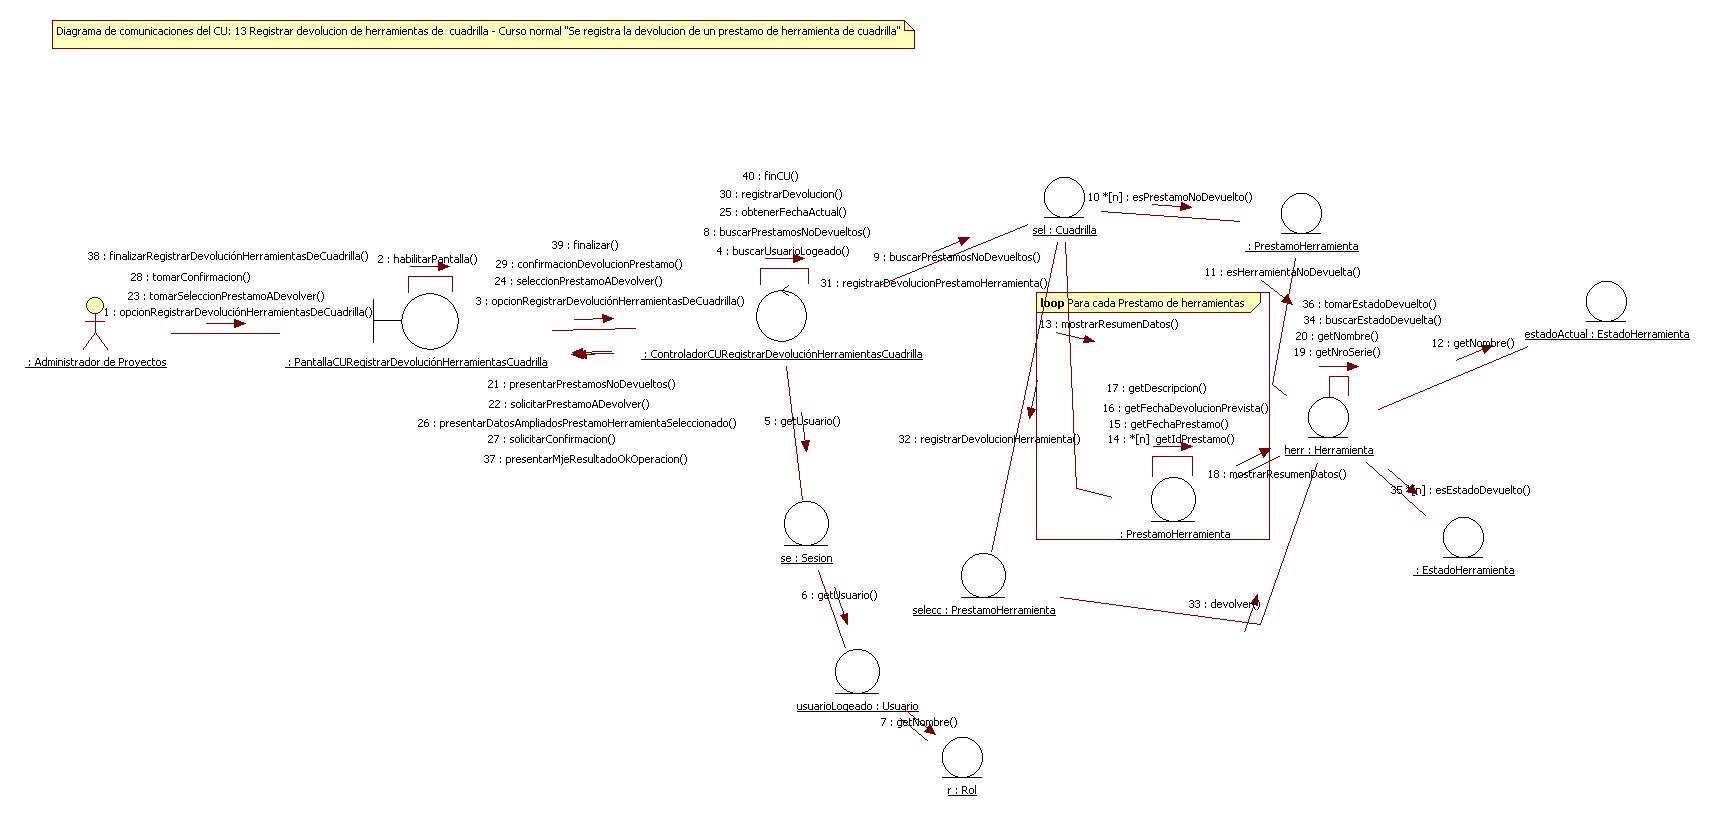 Diagrama de comunicaciones del CU: 13 Registrar devolucion de herramientas de  cuadrilla - Curso normal "Se registra la devolucion de un prestamo de herramienta de cuadrilla"
38 : finalizarRegistrarDevoluciónHerramientasDeCuadrilla()
28 : tomarConfirmacion()
23 : tomarSeleccionPrestamoADevolver()
1 : opcionRegistrarDevoluciónHerramientasDeCuadrilla()
: Administrador de Proyectos
2 : habilitarPantalla()
: PantallaCURegistrarDevoluciónHerramientasCuadrilla
39 : finalizar()
29 : confirmacionDevolucionPrestamo()
24 : seleccionPrestamoADevolver()
3 : opcionRegistrarDevoluciónHerramientasDeCuadrilla()
21 : presentarPrestamosNoDevueltos()
22 : solicitarPrestamoADevolver()
26 : presentarDatosAmpliadosPrestamoHerramientaSeleccionado()
27 : solicitarConfirmacion()
37 : presentarMjeResultadoOkOperacion()
40 : finCU()
30 : registrarDevolucion()
25 : obtenerFechaActual()
8 : buscarPrestamosNoDevueltos()
4 : buscarUsuarioLogeado()
: ControladorCURegistrarDevoluciónHerramientasCuadrilla
5 : getUsuario()
se : Sesion
6 : getUsuario()
usuarioLogeado : Usuario
7 : getNombre()
r : Rol
9 : buscarPrestamosNoDevueltos()
31 : registrarDevolucionPrestamoHerramienta()
sel : Cuadrilla
10 *[n] : esPrestamoNoDevuelto()
: PrestamoHerramienta
11 : esHerramientaNoDevuelta()
loop Para cada Prestamo de herramientas
13 : mostrarResumenDatos()
17 : getDescripcion()
16 : getFechaDevolucionPrevista()
15 : getFechaPrestamo()
14 : *[n]  getIdPrestamo()
: PrestamoHerramienta
32 : registrarDevolucionHerramienta()
selecc : PrestamoHerramienta
18 : mostrarResumenDatos()
33 : devolver()
36 : tomarEstadoDevuelto()
34 : buscarEstadoDevuelta()
20 : getNombre()
19 : getNroSerie()
herr : Herramienta
12 : getNombre()
estadoActual : EstadoHerramienta
35 *[n] : esEstadoDevuelto()
: EstadoHerramienta